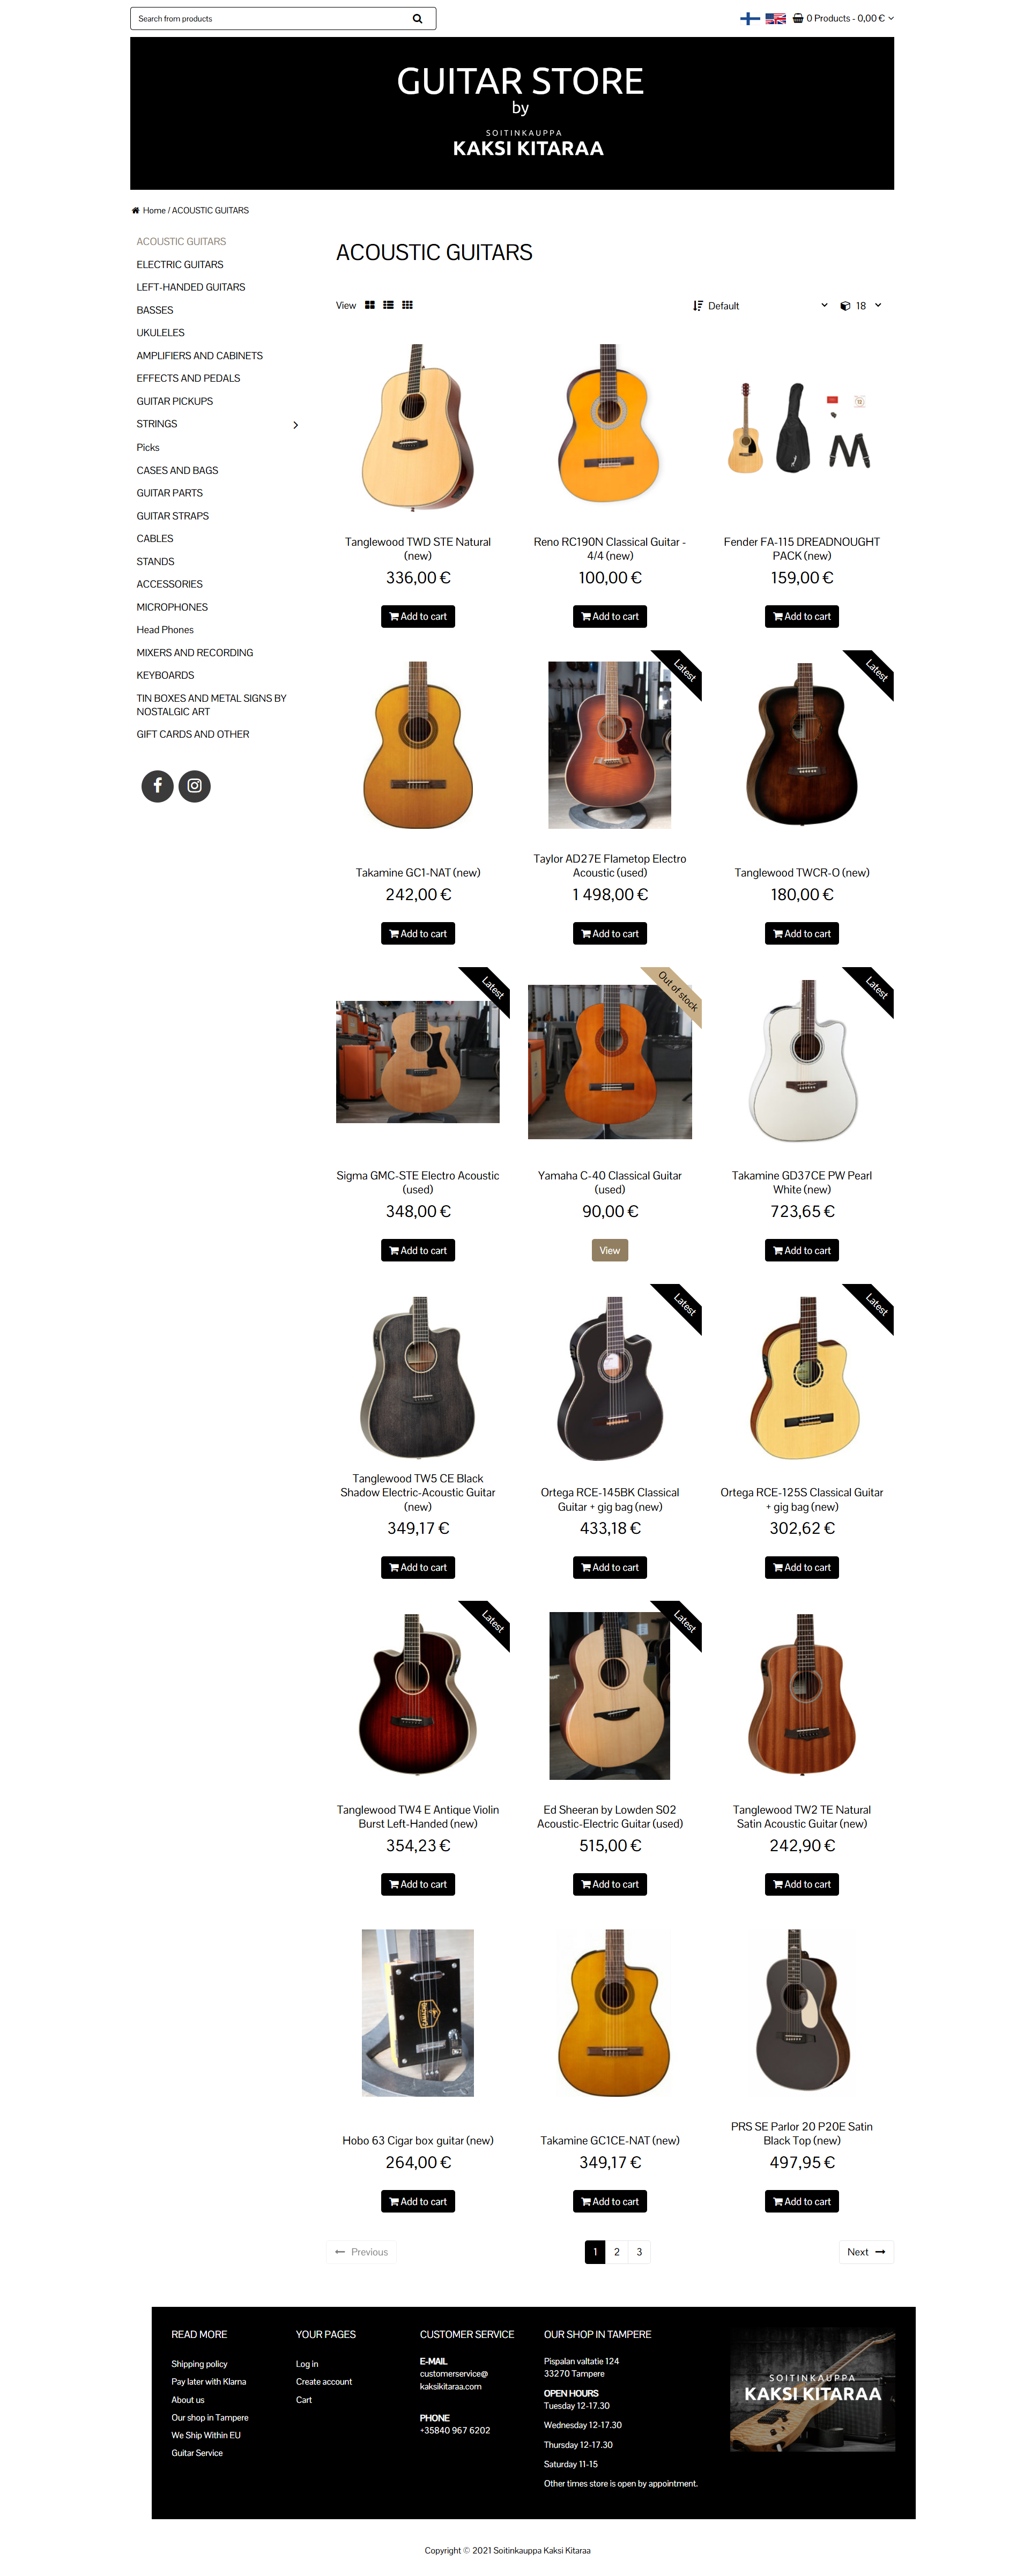 Search from products
0 Products - 0,00 €
GUITAR STORE
by
SOITINKAUPPA
KAKSI KITARAA
Home / ACOUSTIC GUITARS
ACOUSTIC GUITARS
ELECTRIC GUITARS
LEFT-HANDED GUITARS
BASSES
UKULELES
AMPLIFIERS AND CABINETS
EFFECTS AND PEDALS
GUITAR PICKUPS
STRINGS
Picks
CASES AND BAGS
GUITAR PARTS
GUITAR STRAPS
CABLES
STANDS
ACCESSORIES
MICROPHONES
Head Phones
MIXERS AND RECORDING
KEYBOARDS
TIN BOXES AND METAL SIGNS BY
NOSTALGIC ART
GIFT CARDS AND OTHER
ACOUSTIC GUITARS
View
Default
18
Tanglewood TWD STE Natural
(new)
336,00 €
Add to cart
Reno RC190N Classical Guitar -
4/4 (new)
100,00 €
Add to cart
Fender FA-115 DREADNOUGHT
PACK (new)
159,00 €
Add to cart
Takamine GC1-NAT (new)
242,00 €
Add to cart
Latest
Taylor AD27E Flametop Electro
Acoustic (used)
1 498,00 €
Add to cart
Latest
Tanglewood TWCR-O (new)
180,00 €
Add to cart
Latest
Sigma GMC-STE Electro Acoustic
(used)
348,00 €
Add to cart
Out of stock
Yamaha C-40 Classical Guitar
(used)
90,00 €
View
Latest
Takamine GD37CE PW Pearl
White (new)
723,65 €
Add to cart
Tanglewood TW5 CE Black
Shadow Electric-Acoustic Guitar
(new)
349,17 €
Add to cart
Latest
Ortega RCE-145BK Classical
Guitar + gig bag (new)
433,18 €
Add to cart
Latest
Ortega RCE-125S Classical Guitar
+ gig bag (new)
302,62 €
Add to cart
Latest
Tanglewood TW4 E Antique Violin
Burst Left-Handed (new)
354,23 €
Add to cart
Latest
Ed Sheeran by Lowden S02
Acoustic-Electric Guitar (used)
515,00 €
Add to cart
Tanglewood TW2 TE Natural
Satin Acoustic Guitar (new)
242,90 €
Add to cart
Hobo 63 Cigar box guitar (new)
264,00 €
Add to cart
Takamine GC1CE-NAT (new)
349,17 €
Add to cart
PRS SE Parlor 20 P20E Satin
Black Top (new)
497,95 €
Add to cart
Previous
1
2
3
Next
READ MORE
Shipping policy
Pay later with Klarna
About us
Our shop in Tampere
We Ship Within EU
Guitar Service
YOUR PAGES
Log in
Create account
Cart
CUSTOMER SERVICE
E-MAIL
customerservice@
kaksikitaraa.com
PHONE
+35840 967 6202
OUR SHOP IN TAMPERE
Pispalan valtatie 124
33270 Tampere
OPEN HOURS
Tuesday 12-17.30
Wednesday 12-17.30
Thursday 12-17.30
Saturday 11-15
Other times store is open by appointment.
SOITINKAUPPA
KAKSI KITARAA
Copyright © 2021 Soitinkauppa Kaksi Kitaraa